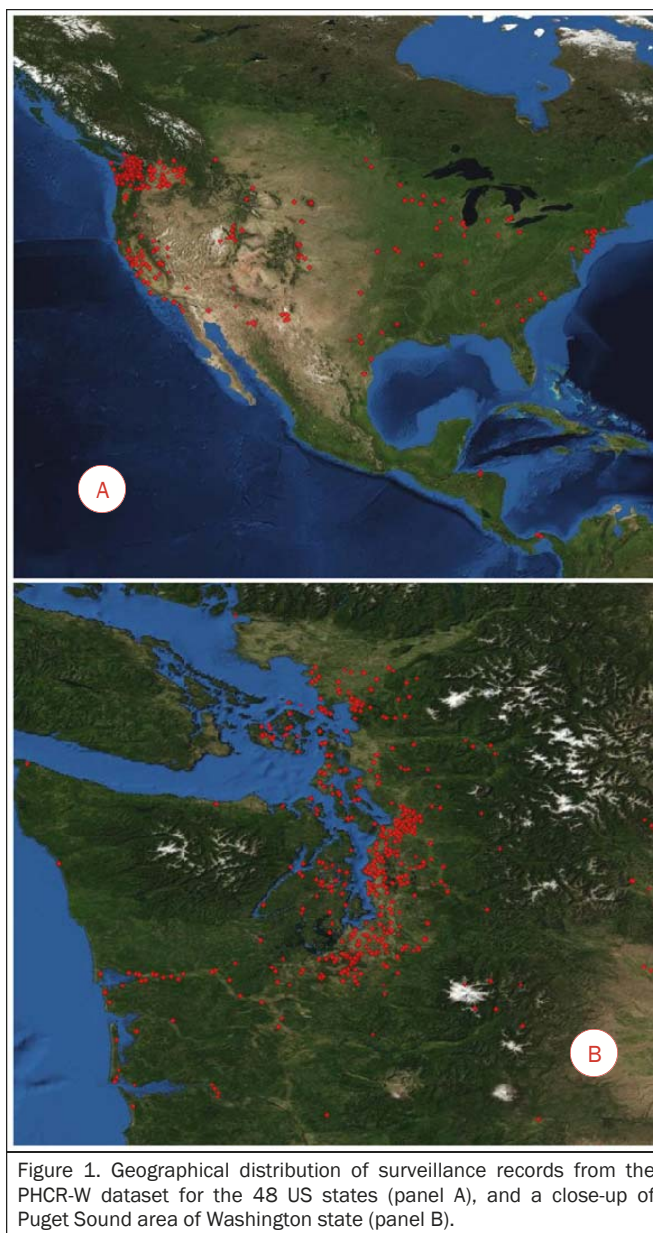 A
B
Figure 1. Geographical distribution of surveillance records from the
PHCR-W dataset for the 48 US states (panel A), and a close-up of
Puget Sound area of Washington state (panel B).